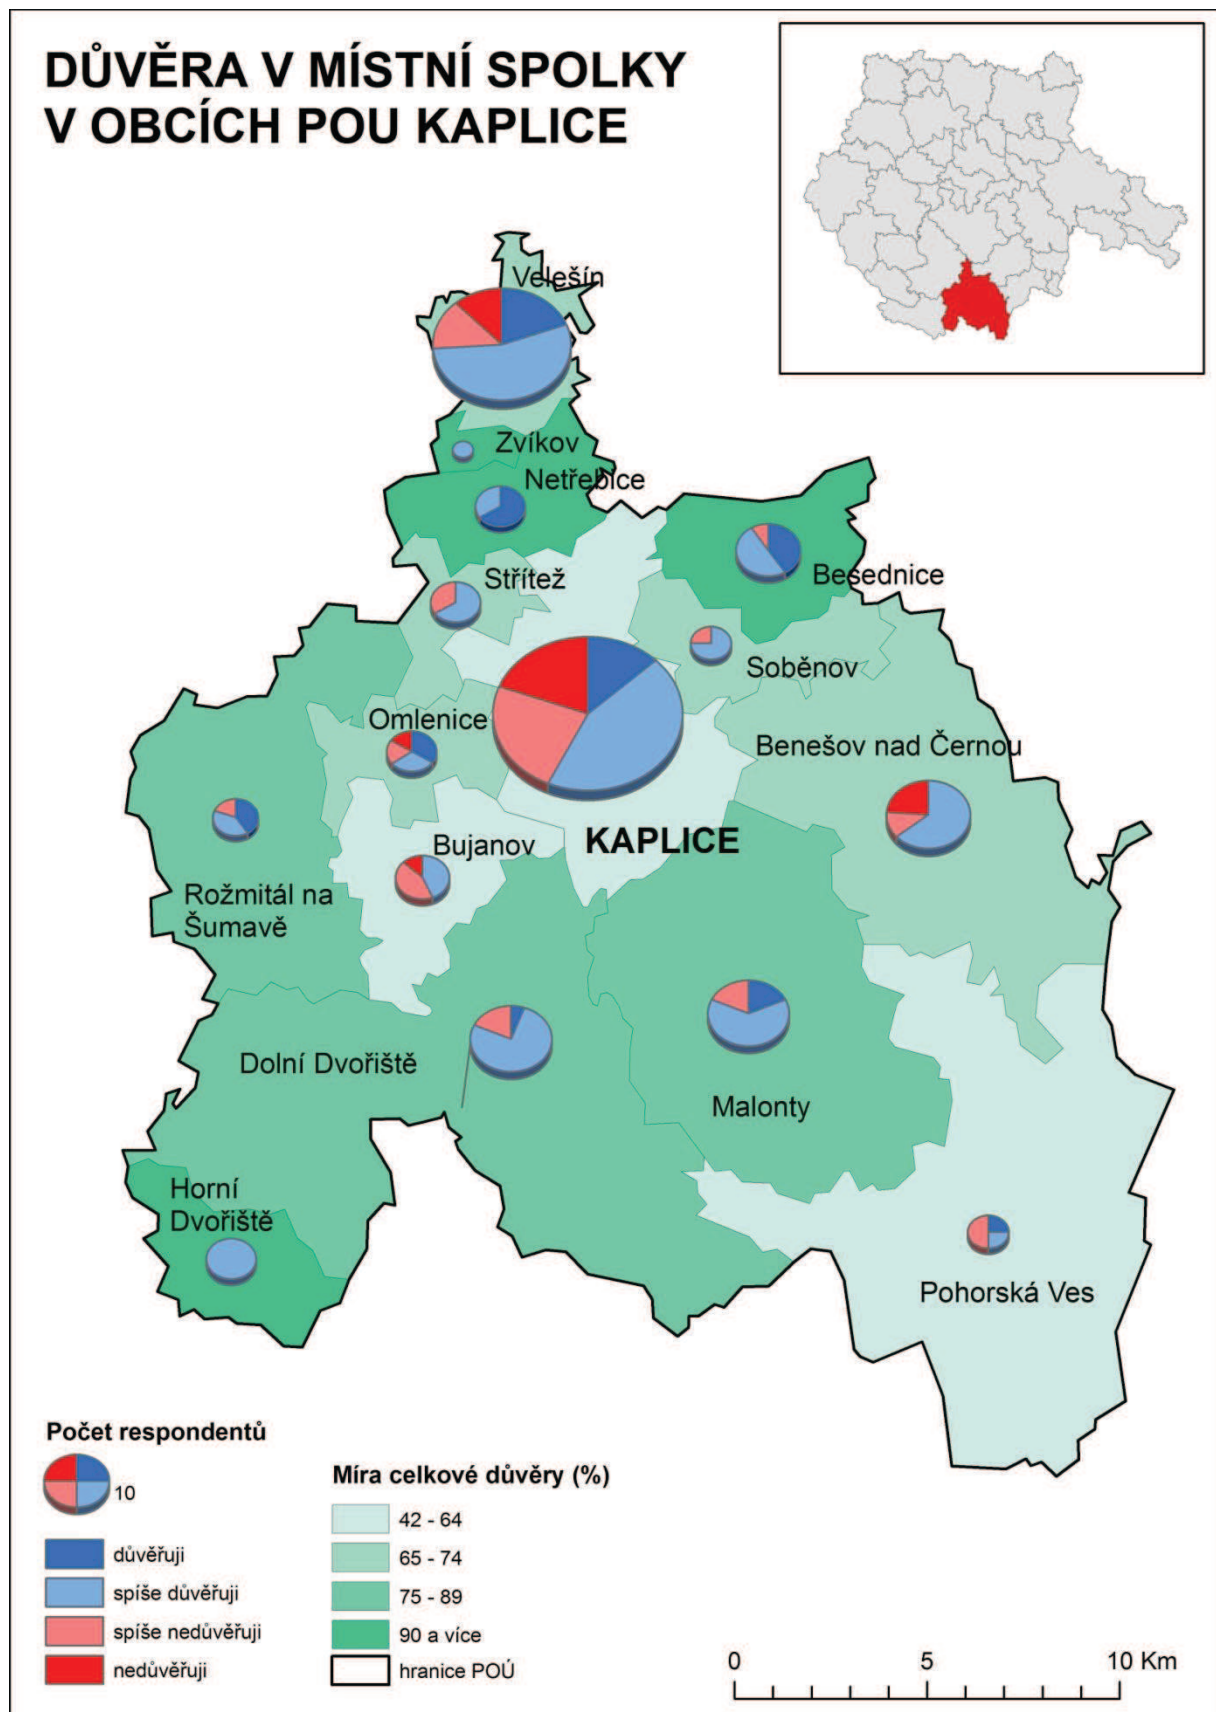 DŮVĚRA V MÍSTNÍ SPOLKY
V OBCÍCH POU KAPLICE
Velešín
Zvíkov
Netřebice
Besednice
Střítež
Soběnov
Omlenice
Benešov nad Černou
KAPLICE
Bujanov
Rožmitál na
Šumavě
Dolní Dvořiště
Malonty
Horní
Dvořiště
Pohorská Ves
Počet respondentů
10
důvěřuji
spíše důvěřuji
spíše nedůvěřuji
nedůvěřuji
Míra celkové důvěry (%)
42 - 64
65 - 74
75 - 89
90 a více
hranice POÚ
0 5 10 Km